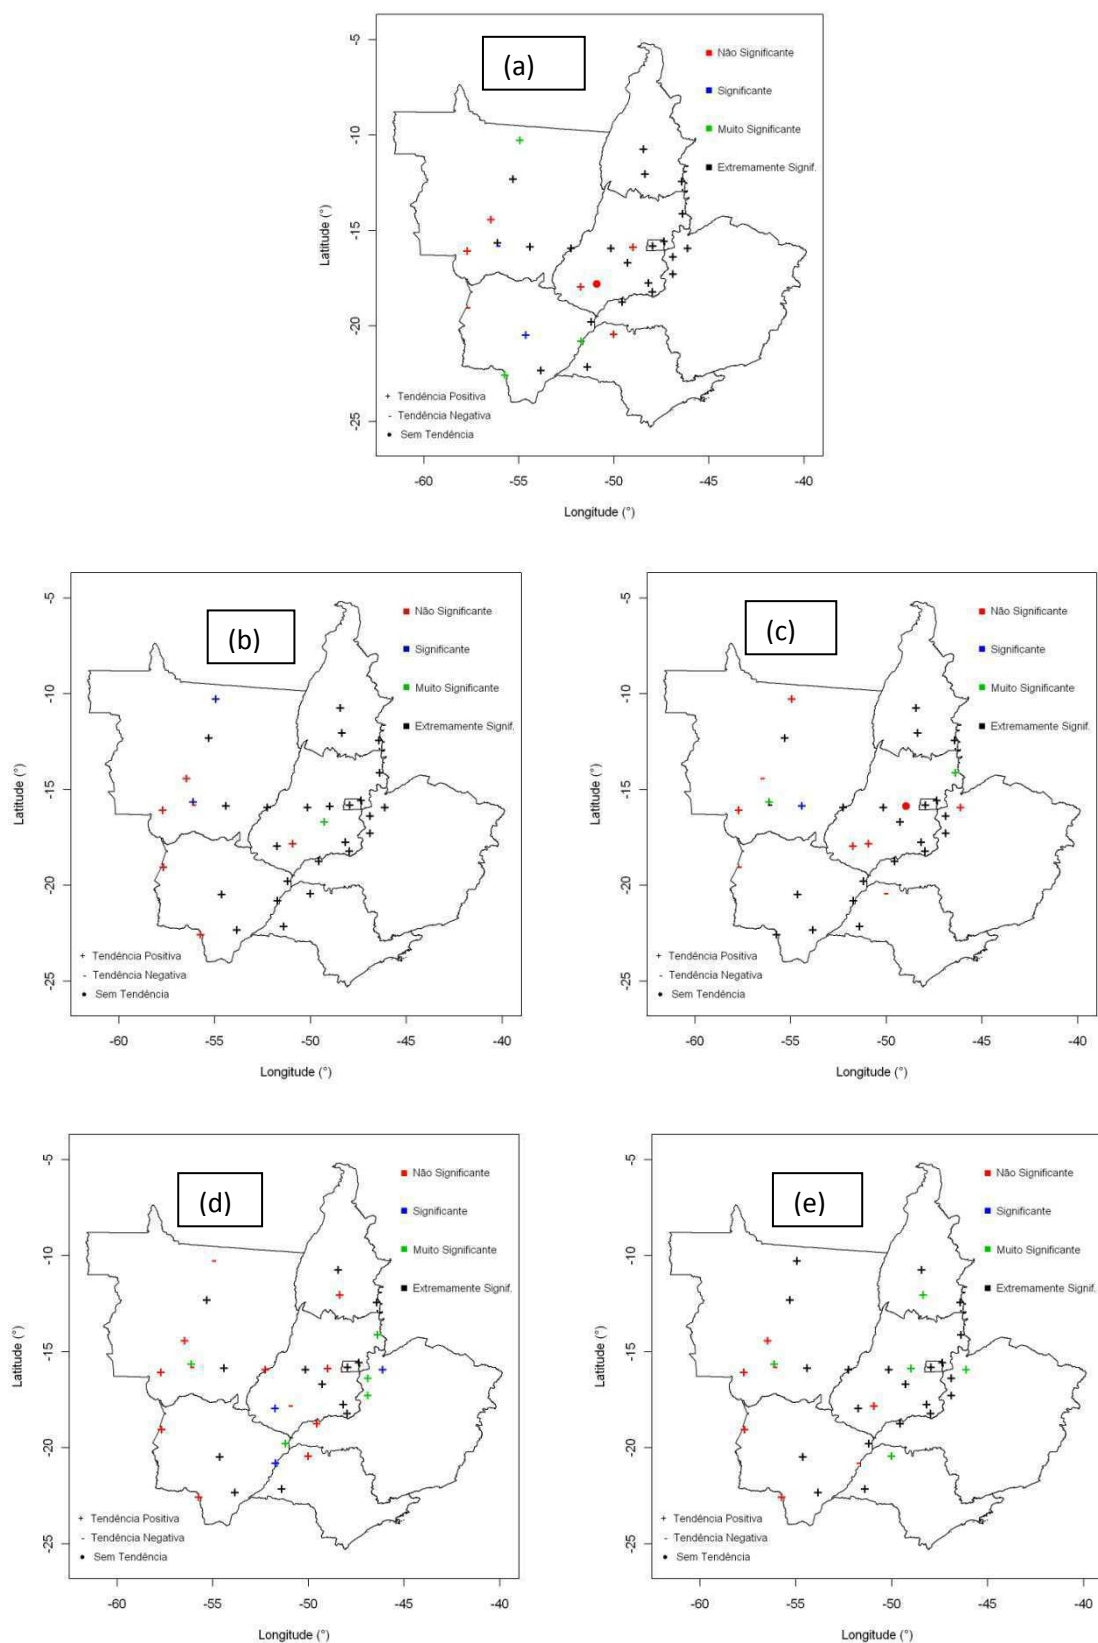 (a)
-5
Não Significante
Significante
-10
Muito Significante
Extremamente Signif.
-15
Latitude (°)
-20
+ Tendência Positiva
- Tendência Negativa
● Sem Tendência
-25
-60 -55 -50 -45 -40
Longitude (°)
(b)
-5
Não Significante
Significante
-10
Muito Significante
Extremamente Signif.
-15
Latitude (°)
-20
+ Tendência Positiva
- Tendência Negativa
● Sem Tendência
-25
-60 -55 -50 -45 -40
Longitude (°)
(c)
-5
Não Significante
Significante
-10
Muito Significante
Extremamente Signif.
-15
Latitude (°)
-20
+ Tendência Positiva
- Tendência Negativa
● Sem Tendência
-25
-60 -55 -50 -45 -40
Longitude (°)
(d)
-5
Não Significante
Significante
-10
Muito Significante
Extremamente Signif.
-15
Latitude (°)
-20
+ Tendência Positiva
- Tendência Negativa
● Sem Tendência
-25
-60 -55 -50 -45 -40
Longitude (°)
(e)
-5
Não Significante
Significante
-10
Muito Significante
Extremamente Signif.
-15
Latitude (°)
-20
+ Tendência Positiva
- Tendência Negativa
● Sem Tendência
-25
-60 -55 -50 -45 -40
Longitude (°)